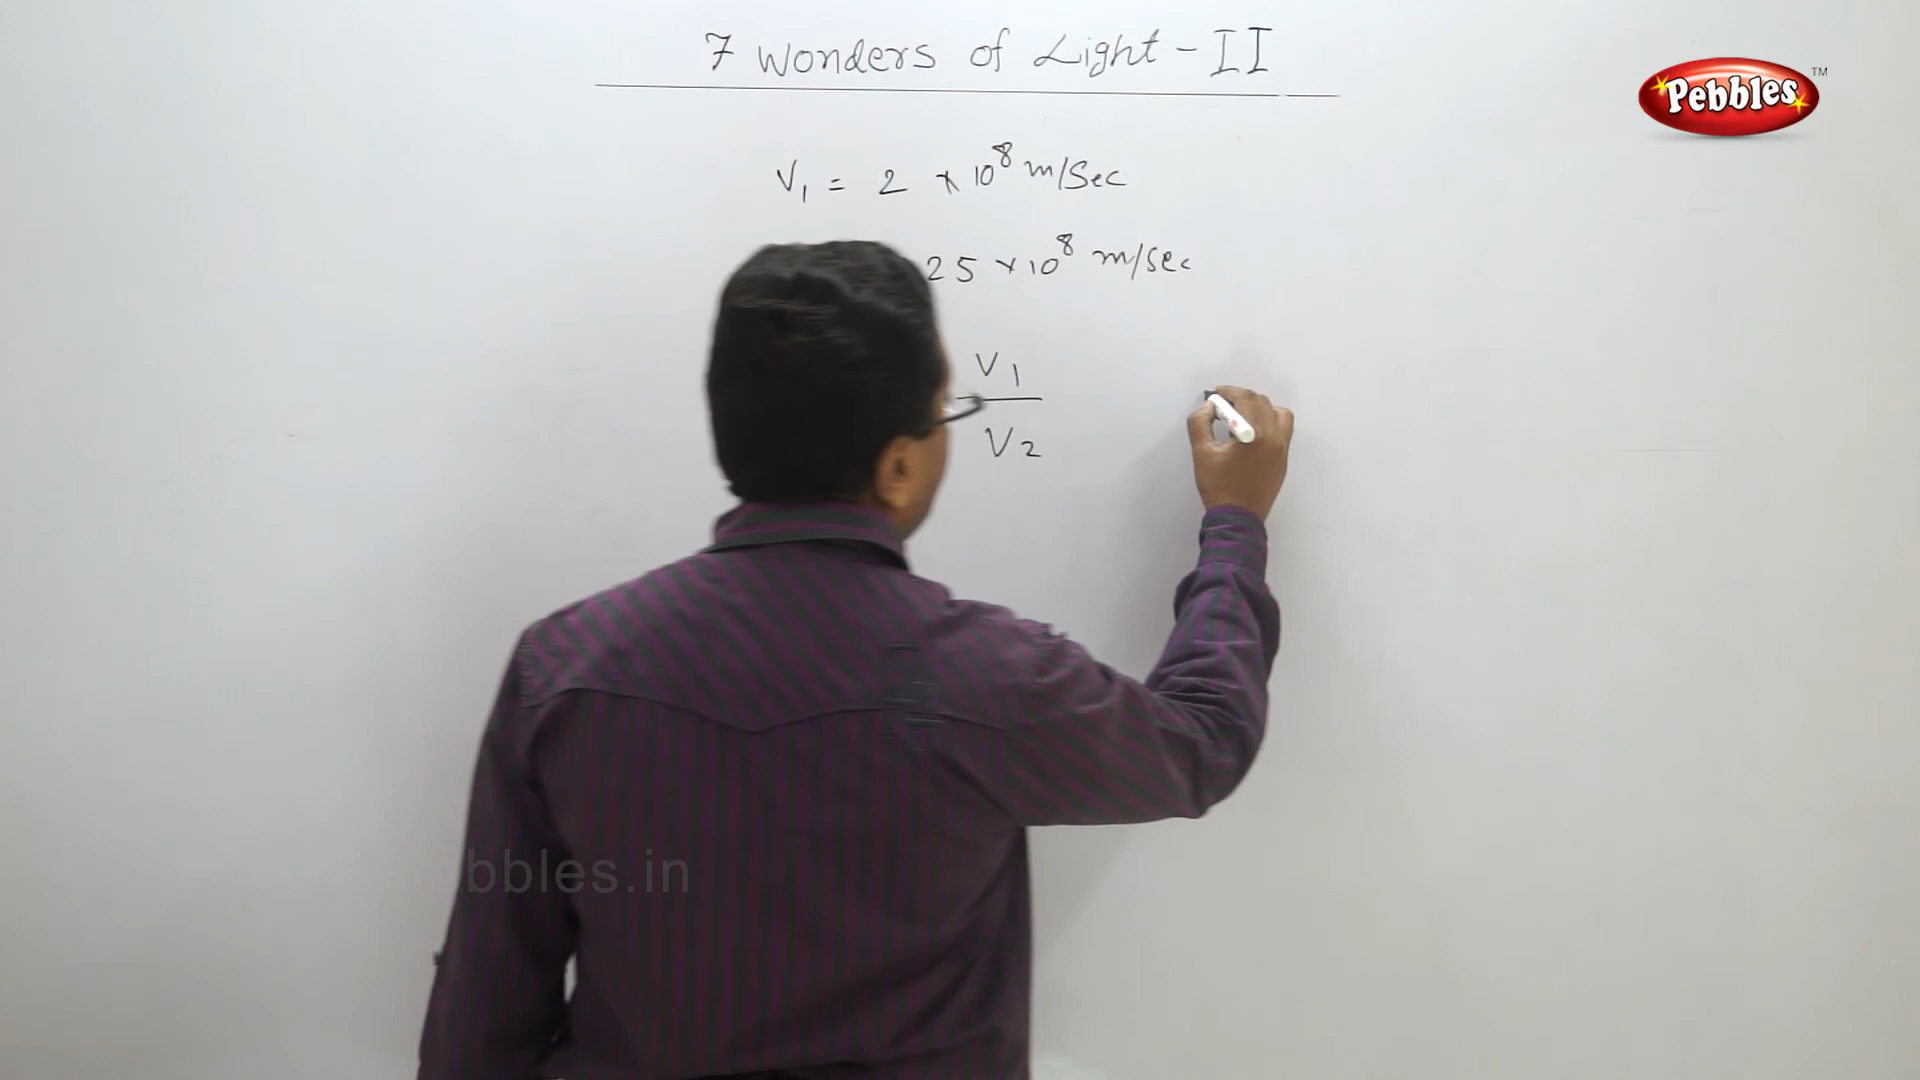 7 Wonders of Light - II
Pebbles TM
V1 = 2 × 10^8 m/Sec
25 × 10^8 m/sec
V1
V2
bbles.in